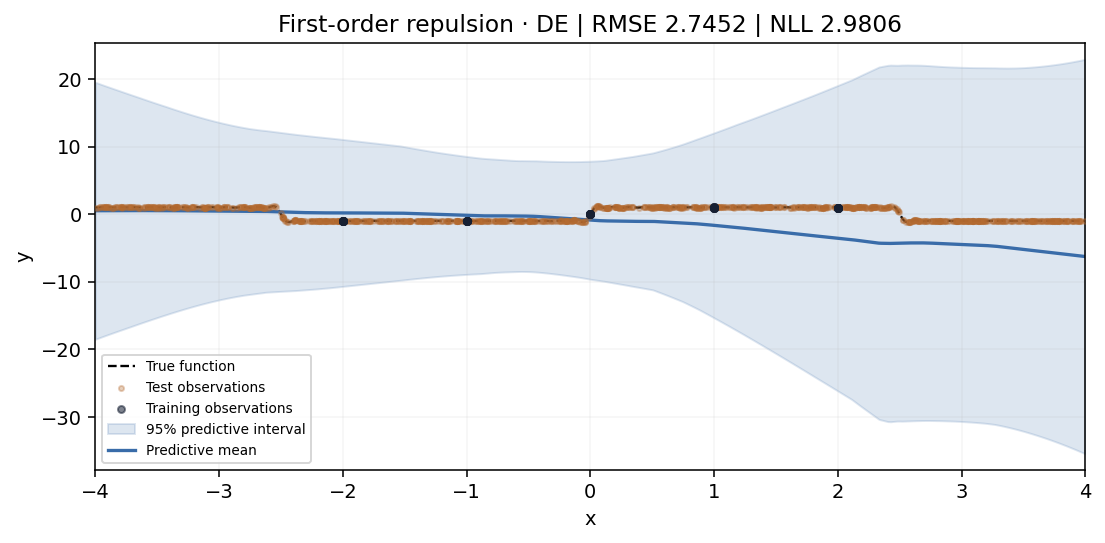 First-order repulsion · DE | RMSE 2.7452 | NLL 2.9806
20
10
0
−10
−20
−30
y
True function
Test observations
Training observations
95% predictive interval
Predictive mean
−4 −3 −2 −1 0 1 2 3 4
x